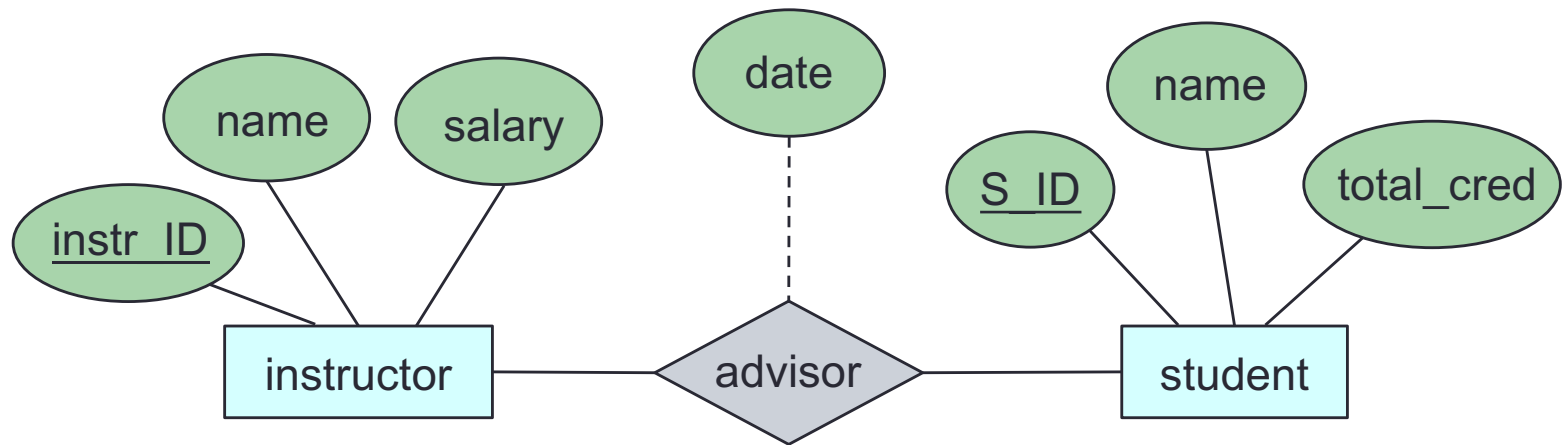 date
name
name
salary
S_ID
total_cred
instr_ID
instructor
advisor
student